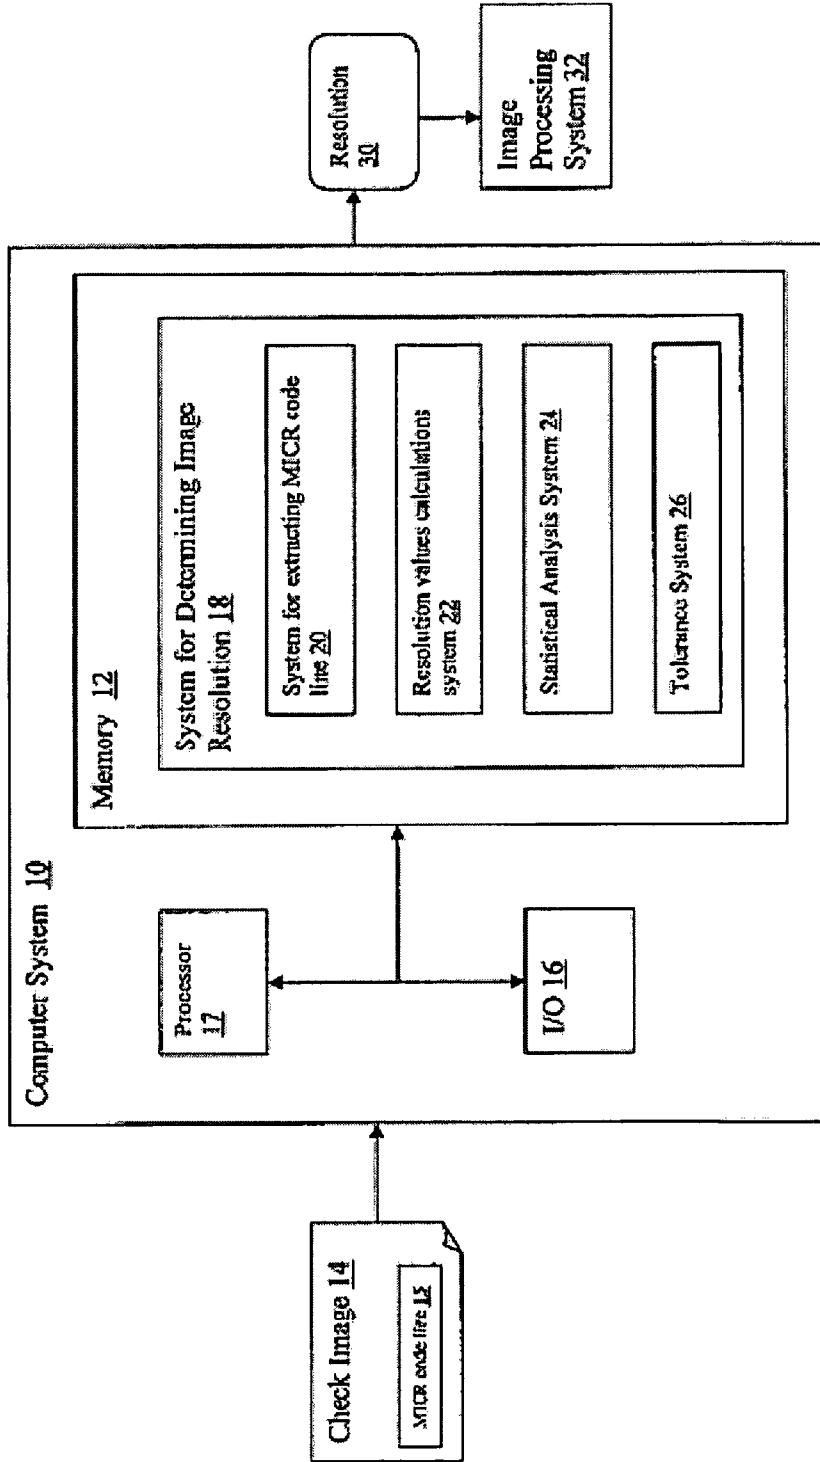 Check Image 14
MICR code line 15
Computer System 10
Processor
17
I/O 16
Memory 12
System for Determining Image
Resolution 18
System for extracting MICR code
line 20
Resolution values calculations
system 22
Statistical Analysis System 24
Tolerance System 26
Resolution
30
Image
Processing
System 32